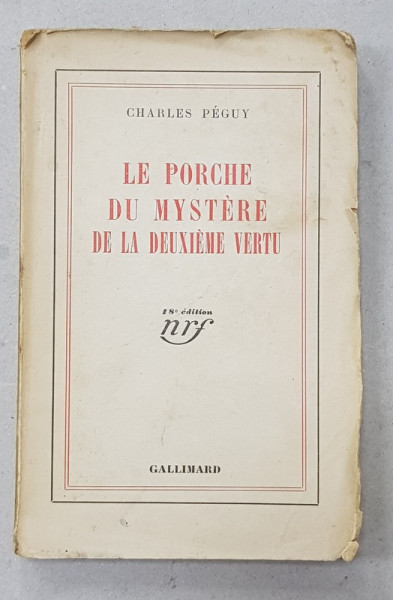 CHARLES PÉGUY
LE PORCHE
DU MYSTÈRE
DE LA DEUXIÈME VERTU
18e édition
nrf
GALLIMARD